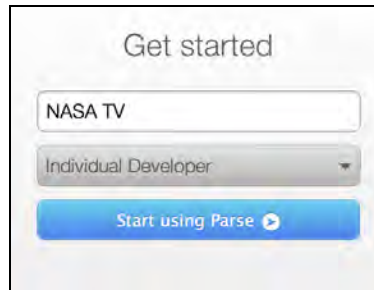 Get started
NASA TV
Individual Developer
Start using Parse